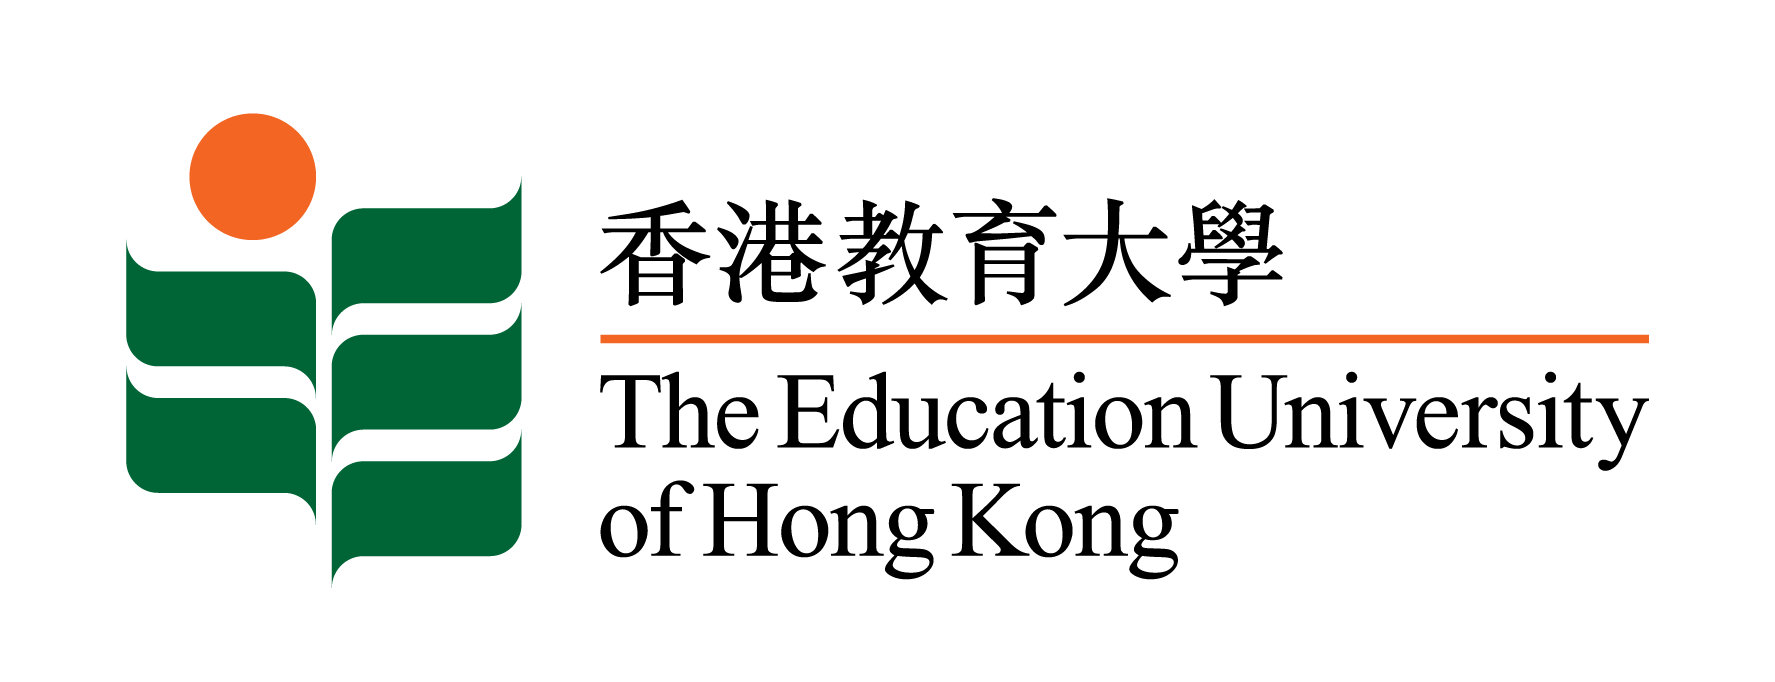 香港教育大學
The Education University
of Hong Kong